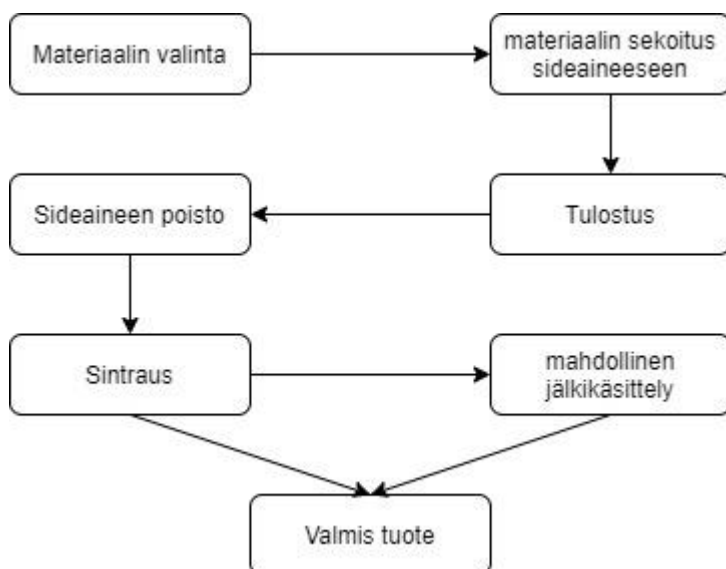 Materiaalin valinta
materiaalin sekoitus
sideaineeseen
Tulostus
Sideaineen poisto
Sintraus
mahdollinen
jälkikäsittely
Valmis tuote